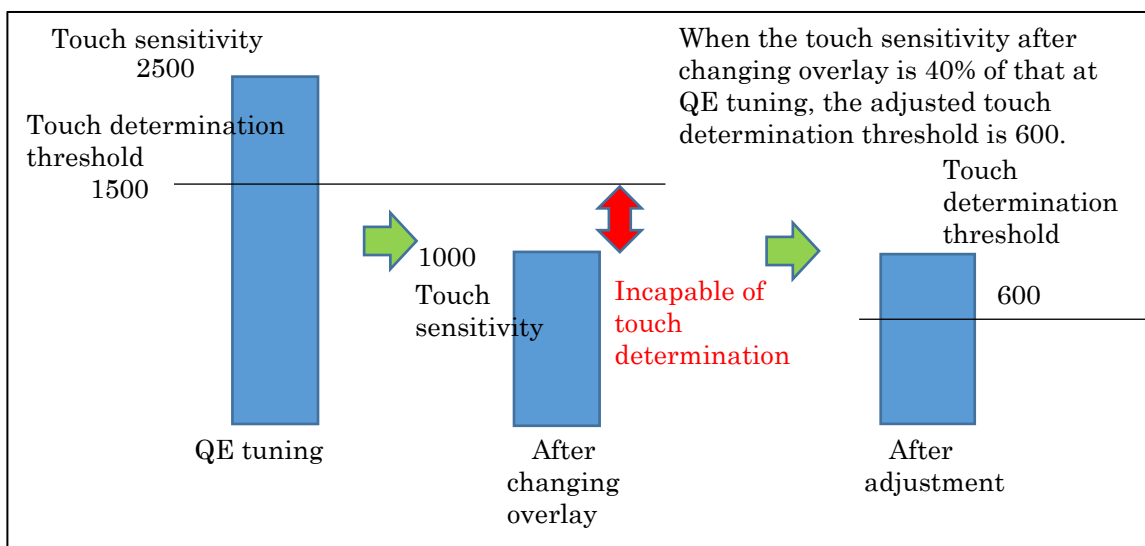 Touch sensitivity
2500
Touch determination
threshold
1500
When the touch sensitivity after
changing overlay is 40% of that at
QE tuning, the adjusted touch
determination threshold is 600.
Touch
determination
threshold
1000
Touch
sensitivity
Incapable of
touch
determination
600
QE tuning
After
changing
overlay
After
adjustment